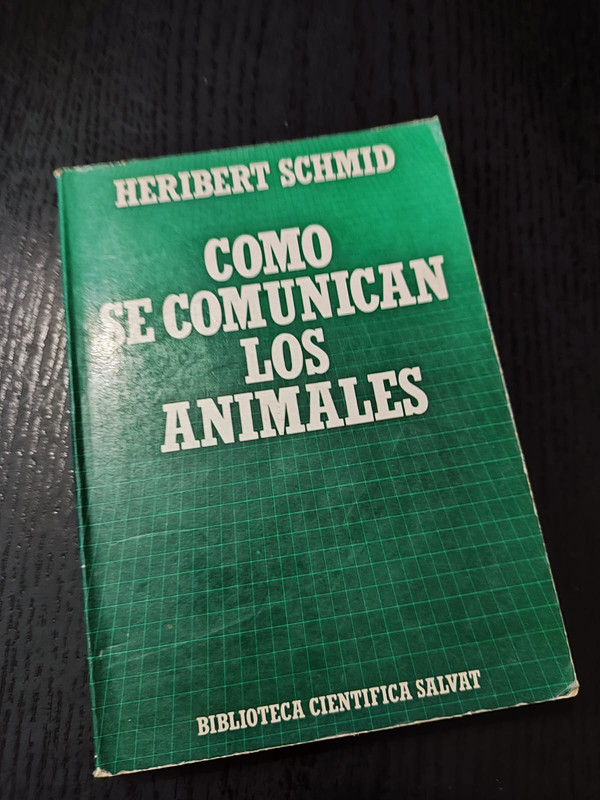 HERIBERT SCHMID
COMO
SE COMUNICAN
LOS
ANIMALES
BIBLIOTECA CIENTIFICA SALVAT